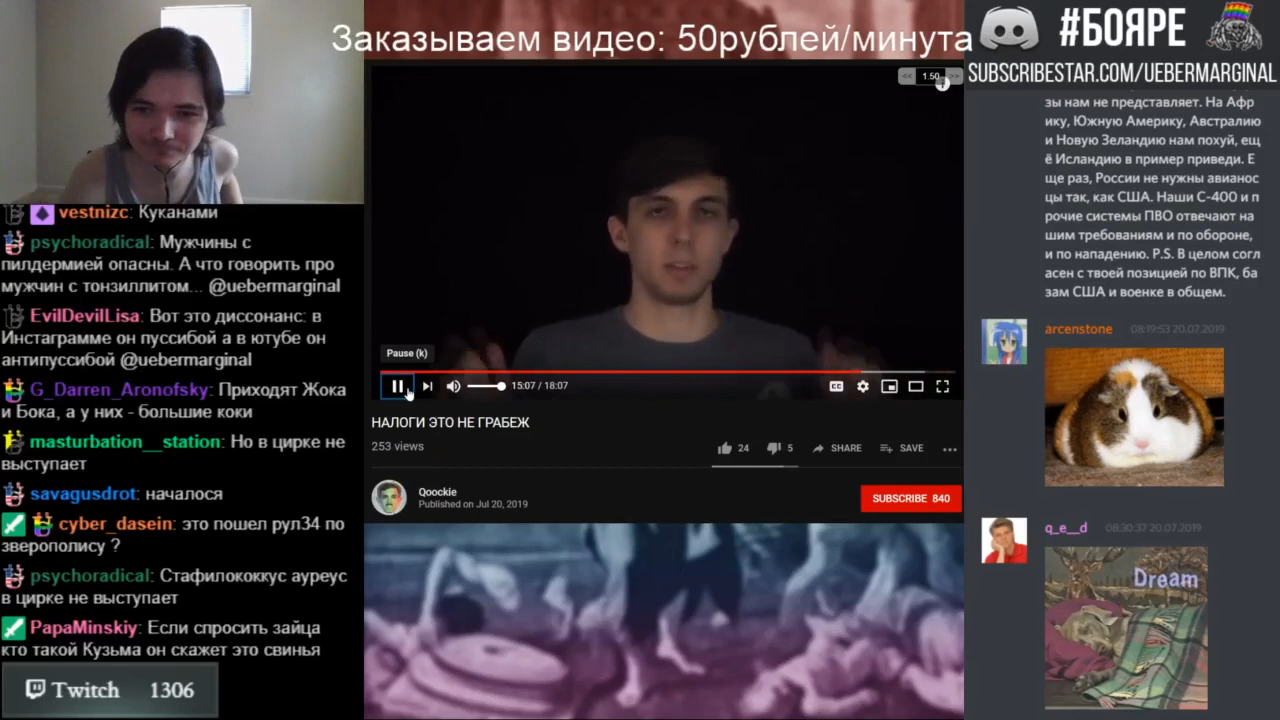 Заказываем видео: 50рублей/минута
#БОЯРЕ
SUBSCRIBESTAR.COM/UEBERMARGINAL
<< 1.50 >>
vestnizc: Куканами
psychoradical: Мужчины с
пилдермией опасны. А что говорить про
мужчин с тонзиллитом... @uebermarginal
EvilDevilLisa: Вот это диссонанс: в
Инстаграмме он пуссибой а в ютубе он
антипуссибой @uebermarginal
G_Darren_Aronofsky: Приходят Жока
и Бока, а у них - большие коки
masturbation__station: Но в цирке не
выступает
savagusdrot: началося
cyber_dasein: это пошел рул34 по
зверополису ?
psychoradical: Стафилококкус ауреус
в цирке не выступает
PapaMinskiy: Если спросить зайца
кто такой Кузьма он скажет это свинья
Twitch 1306
Pause (k)
15:07 / 18:07
НАЛОГИ ЭТО НЕ ГРАБЕЖ
253 views
24
5
SHARE
SAVE
Qoockie
Published on Jul 20, 2019
SUBSCRIBE 840
зы нам не представляет. На Афр
ику, Южную Америку, Австралию
и Новую Зеландию нам похуй, ещ
ё Исландию в пример приведи. Е
ще раз, России не нужны авианос
цы так, как США. Наши С-400 и п
рочие системы ПВО отвечают на
шим требованиям и по обороне,
и по нападению. P.S. В целом согл
асен с твоей позицией по ВПК, ба
зам США и военке в общем.
arcenstone 08:19:53 20.07.2019
q_e__d 08:30:37 20.07.2019
Dream